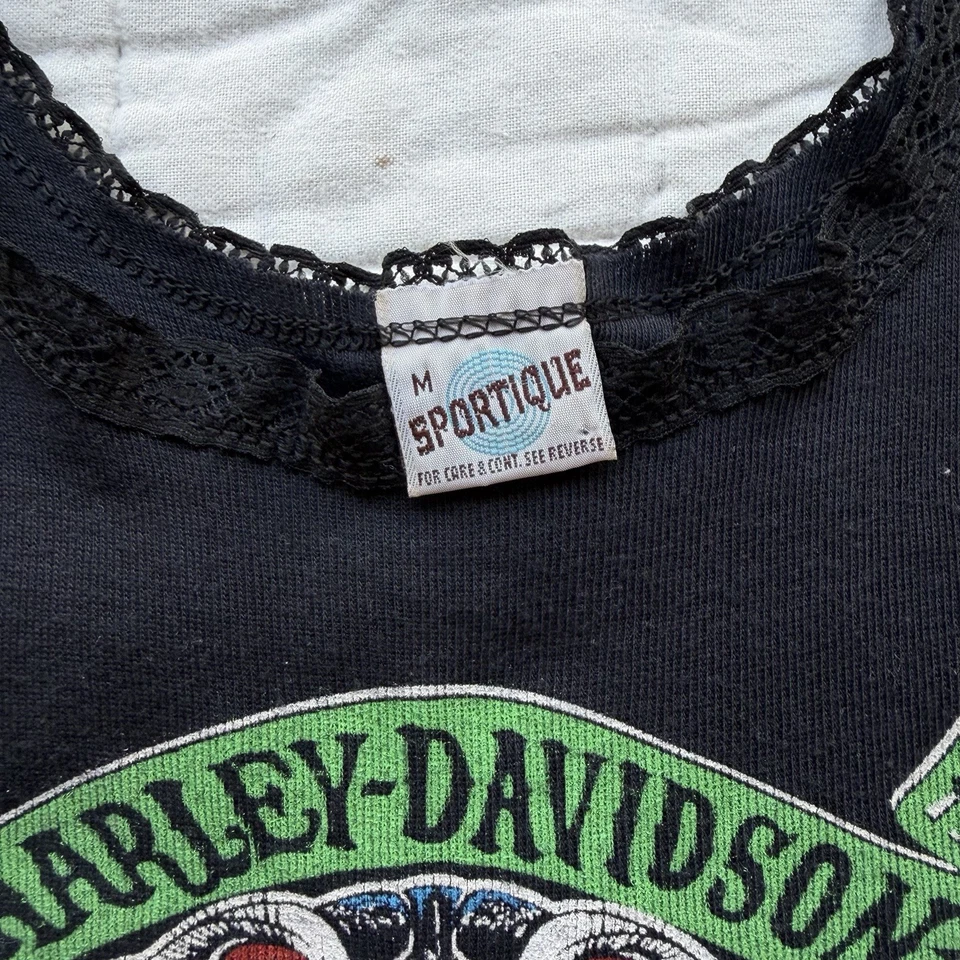 M
SPORTIQUE
FOR CARE & CONT. SEE REVERSE
HARLEY-DAVIDSON